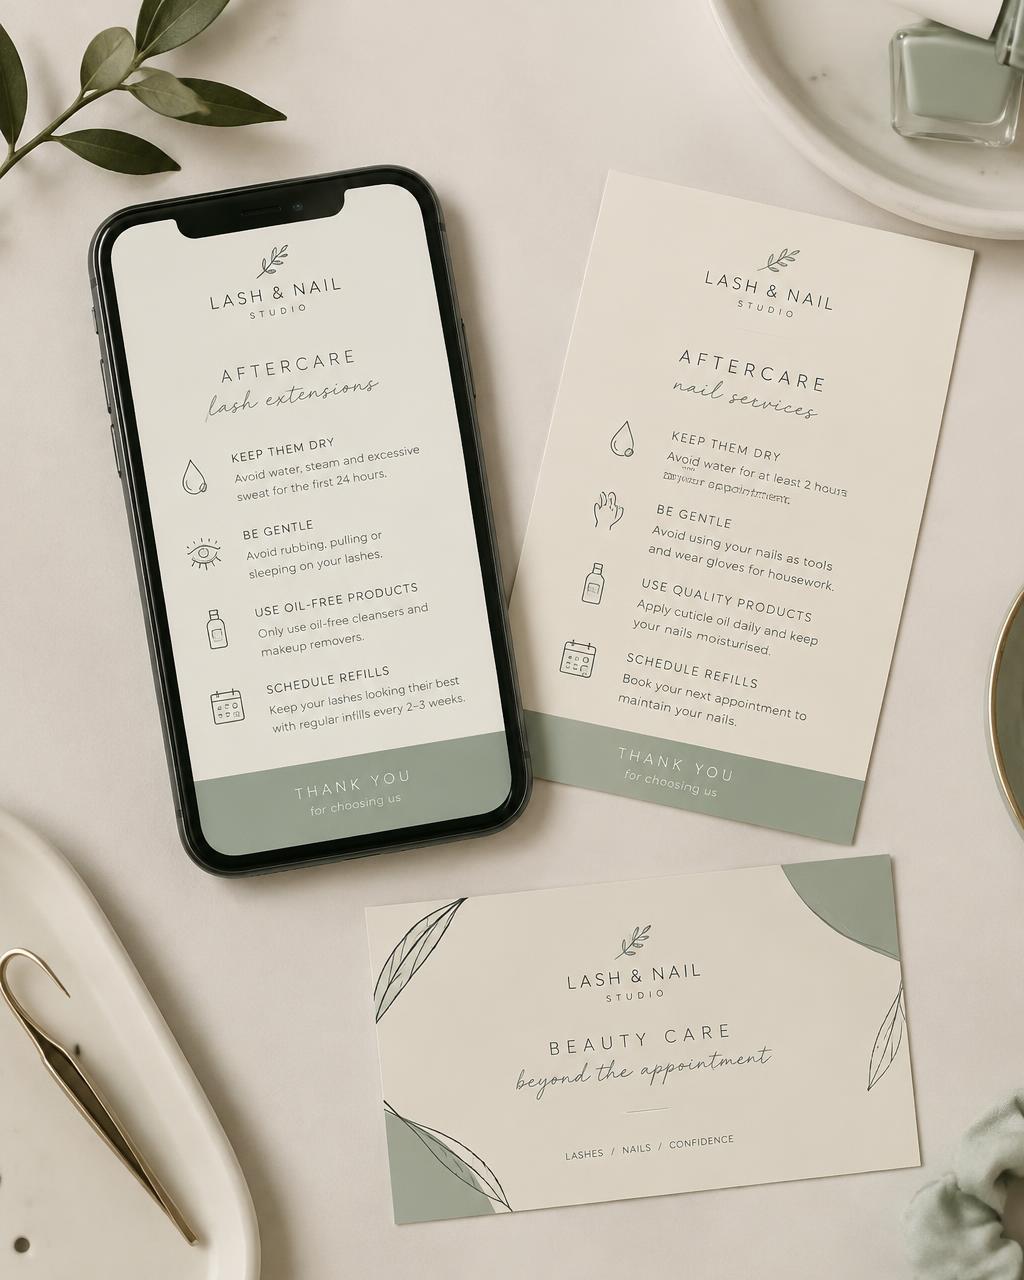 LASH & NAIL
STUDIO
AFTERCARE
lash extensions
KEEP THEM DRY
Avoid water, steam and excessive
sweat for the first 24 hours.
BE GENTLE
Avoid rubbing, pulling or
sleeping on your lashes.
USE OIL-FREE PRODUCTS
Only use oil-free cleansers and
makeup removers.
SCHEDULE REFILLS
Keep your lashes looking their best
with regular infills every 2–3 weeks.
THANK YOU
for choosing us
LASH & NAIL
STUDIO
AFTERCARE
nail services
KEEP THEM DRY
Avoid water for at least 2 hours
appointment.
BE GENTLE
Avoid using your nails as tools
and wear gloves for housework.
USE QUALITY PRODUCTS
Apply cuticle oil daily and keep
your nails moisturised.
SCHEDULE REFILLS
Book your next appointment to
maintain your nails.
THANK YOU
for choosing us
LASH & NAIL
STUDIO
BEAUTY CARE
beyond the appointment
LASHES / NAILS / CONFIDENCE